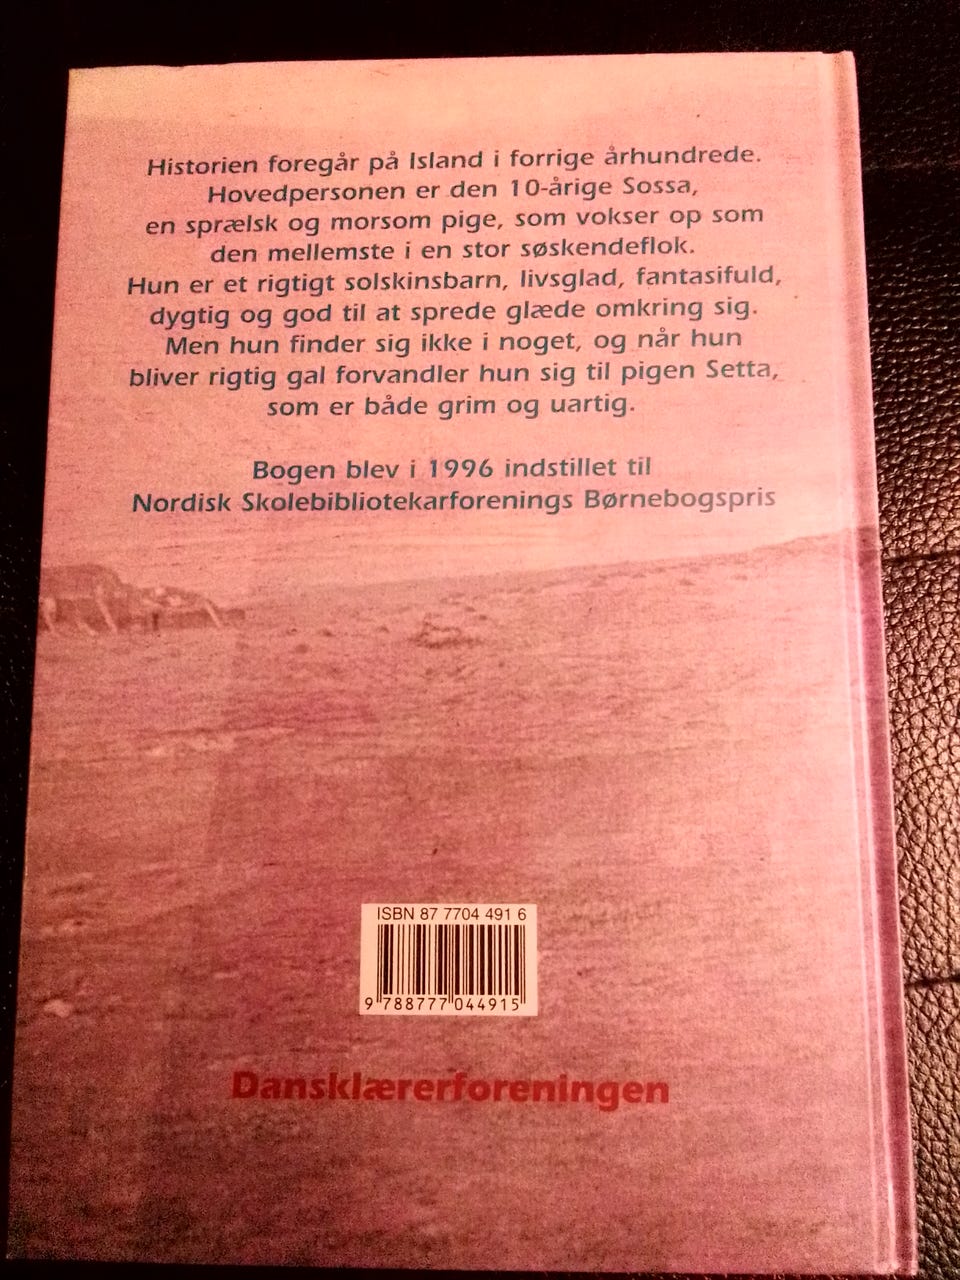 Historien foregår på Island i forrige århundrede.
Hovedpersonen er den 10-årige Sossa,
en sprælsk og morsom pige, som vokser op som
den mellemste i en stor søskendeflok.
Hun er et rigtigt solskinsbarn, livsglad, fantasifuld,
dygtig og god til at sprede glæde omkring sig.
Men hun finder sig ikke i noget, og når hun
bliver rigtig gal forvandler hun sig til pigen Setta,
som er både grim og uartig.
Bogen blev i 1996 indstillet til
Nordisk Skolebibliotekarforenings Børnebogspris
ISBN 87 7704 491 6
9 788777 044915
Dansklærerforeningen